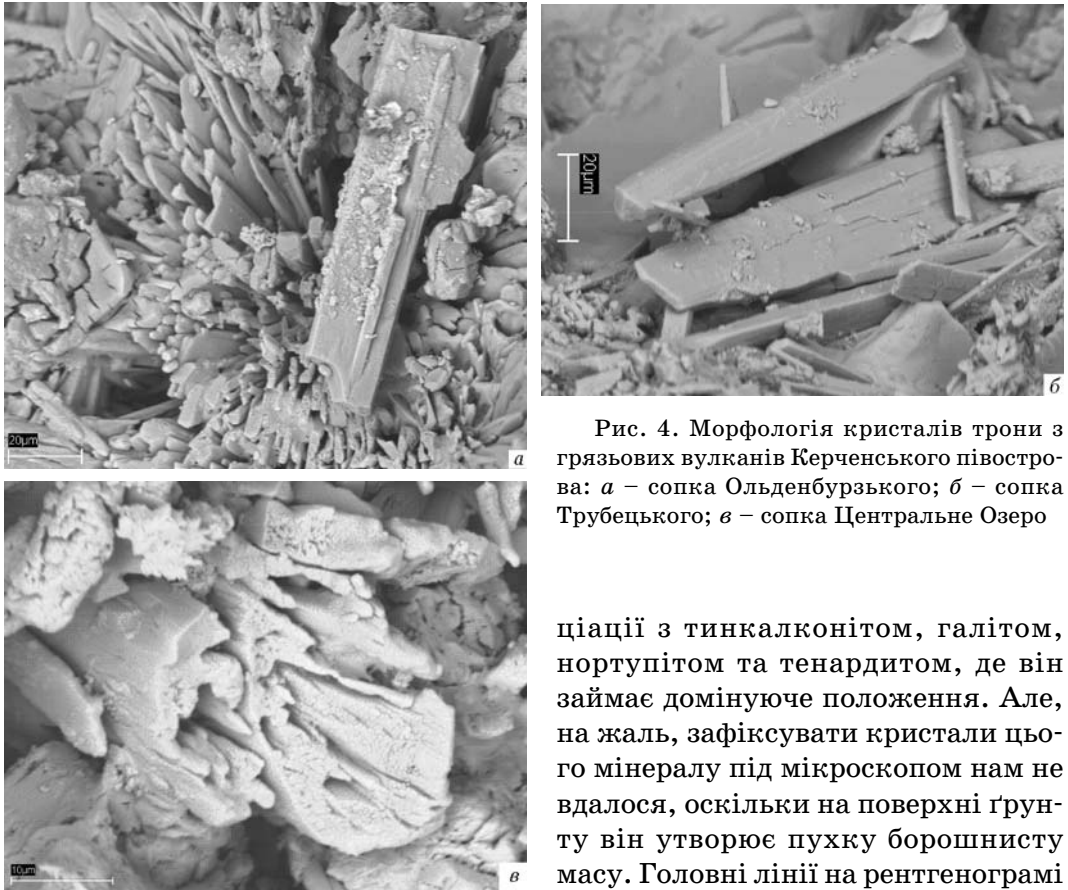 20µm
а
20µm
б
Рис. 4. Морфологія кристалів трони з
грязьових вулканів Керченського півостро-
ва: а – сопка Ольденбурзького; б – сопка
Трубецького; в – сопка Центральне Озеро
10µm
в
ціації з тинкалконітом, галітом,
нортупітом та тенардитом, де він
займає домінуюче положення. Але,
на жаль, зафіксувати кристали цьо-
го мінералу під мікроскопом нам не
вдалося, оскільки на поверхні ґрун-
ту він утворює пухку борошнисту
масу. Головні лінії на рентгенограмі